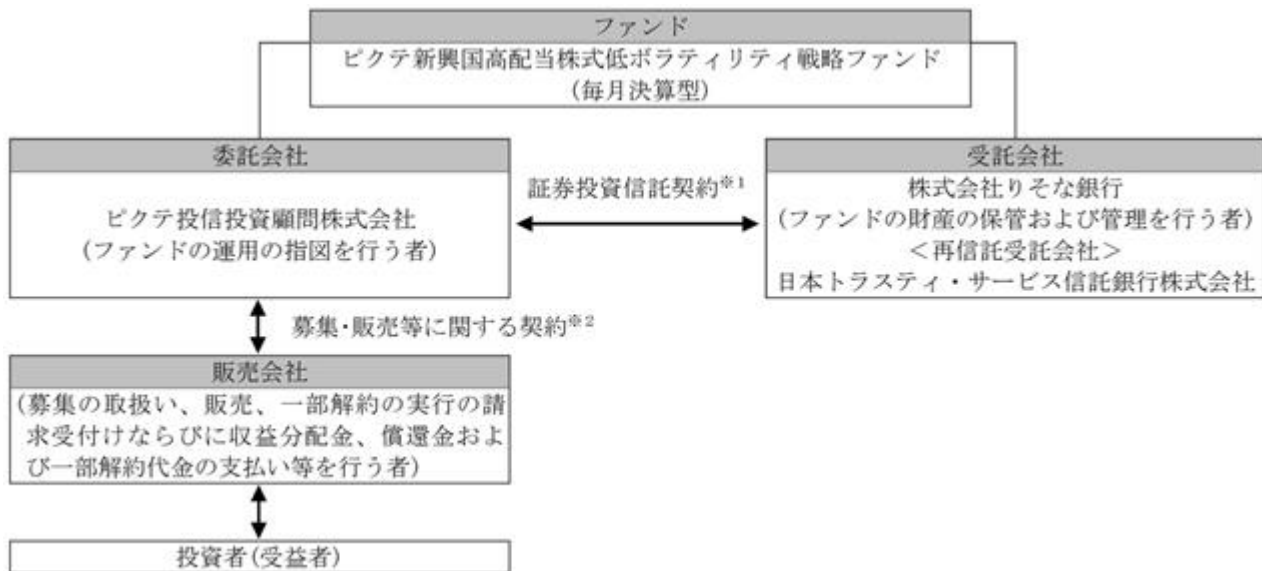 ファンド
ピクテ新興国高配当株式低ボラティリティ戦略ファンド
(毎月決算型)
委託会社
ピクテ投信投資顧問株式会社
(ファンドの運用の指図を行う者)
証券投資信託契約※1
受託会社
株式会社りそな銀行
(ファンドの財産の保管および管理を行う者)
<再信託受託会社>
日本トラスティ・サービス信託銀行株式会社
募集・販売等に関する契約※2
販売会社
(募集の取扱い、販売、一部解約の実行の請
求受付けならびに収益分配金、償還金およ
び一部解約代金の支払い等を行う者)
投資者(受益者)